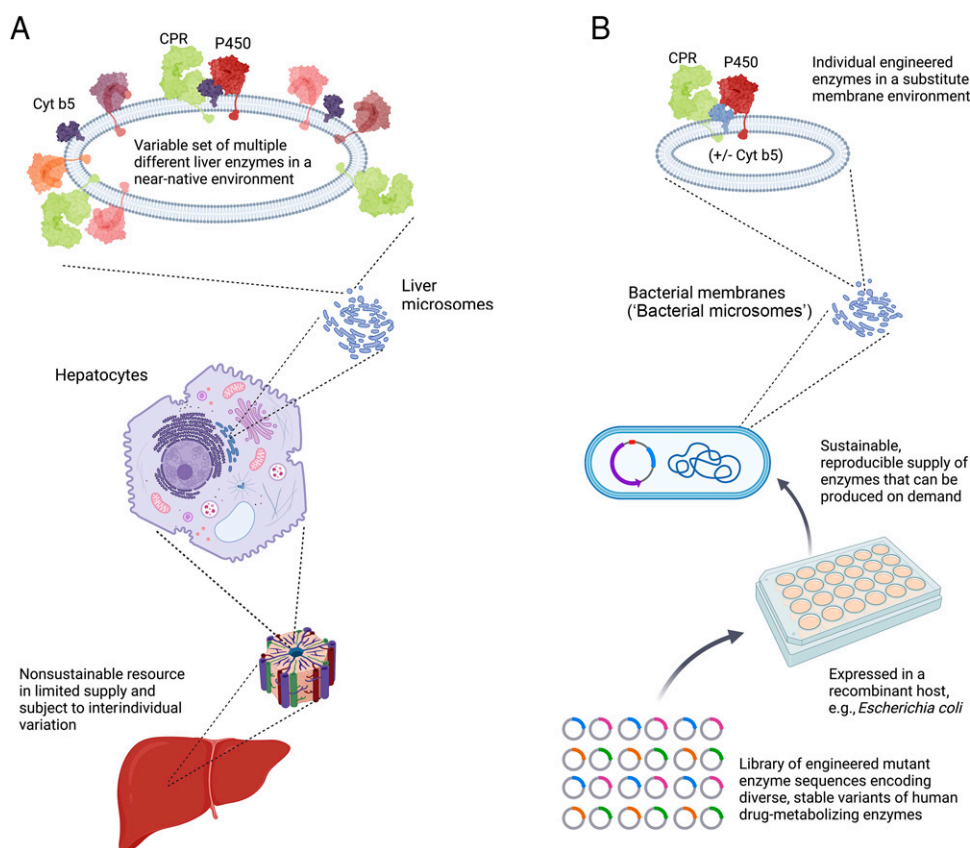 A
CPR
P450
Cyt b5
Variable set of multiple
different liver enzymes in a
near-native environment
Liver
microsomes
Hepatocytes
Nonsustainable resource
in limited supply and
subject to interindividual
variation
B
CPR
P450
Individual engineered
enzymes in a substitute
membrane environment
(+/- Cyt b5)
Bacterial membranes
('Bacterial microsomes')
Sustainable,
reproducible supply of
enzymes that can be
produced on demand
Expressed in a
recombinant host,
e.g., Escherichia coli
Library of engineered mutant
enzyme sequences encoding
diverse, stable variants of human
drug-metabolizing enzymes